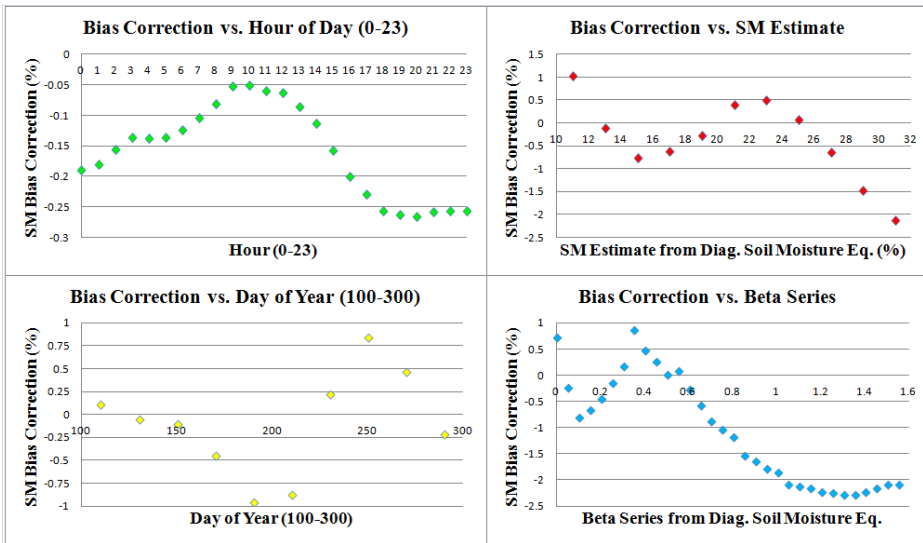 Bias Correction vs. Hour of Day (0-23)
SM Bias Correction (%)
0
-0.05
-0.1
-0.15
-0.2
-0.25
-0.3
0 1 2 3 4 5 6 7 8 9 10 11 12 13 14 15 16 17 18 19 20 21 22 23
Hour (0-23)
Bias Correction vs. SM Estimate
SM Bias Correction (%)
1.5
1
0.5
0
-0.5
-1
-1.5
-2
-2.5
10 12 14 16 18 20 22 24 26 28 30 32
SM Estimate from Diag. Soil Moisture Eq. (%)
Bias Correction vs. Day of Year (100-300)
SM Bias Correction (%)
1
0.75
0.5
0.25
0
-0.25
-0.5
-0.75
-1
100 150 200 250 300
Day of Year (100-300)
Bias Correction vs. Beta Series
SM Bias Correction (%)
1
0.5
0
-0.5
-1
-1.5
-2
-2.5
0 0.2 0.4 0.6 0.8 1 1.2 1.4 1.6
Beta Series from Diag. Soil Moisture Eq.